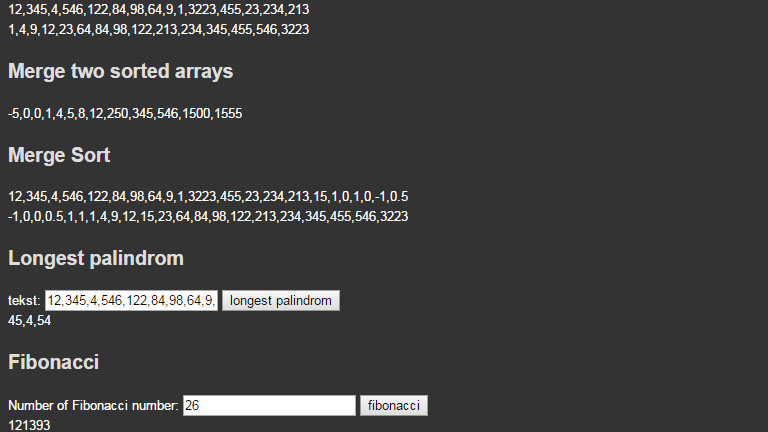 12,345,4,546,122,84,98,64,9,1,3223,455,23,234,213
1,4,9,12,23,64,84,98,122,213,234,345,455,546,3223
Merge two sorted arrays
-5,0,0,1,4,5,8,12,250,345,546,1500,1555
Merge Sort
12,345,4,546,122,84,98,64,9,1,3223,455,23,234,213,15,1,0,1,0,-1,0.5
-1,0,0,0.5,1,1,1,4,9,12,15,23,64,84,98,122,213,234,345,455,546,3223
Longest palindrom
tekst: 12,345,4,546,122,84,98,64,9, longest palindrom
45,4,54
Fibonacci
Number of Fibonacci number: 26 fibonacci
121393